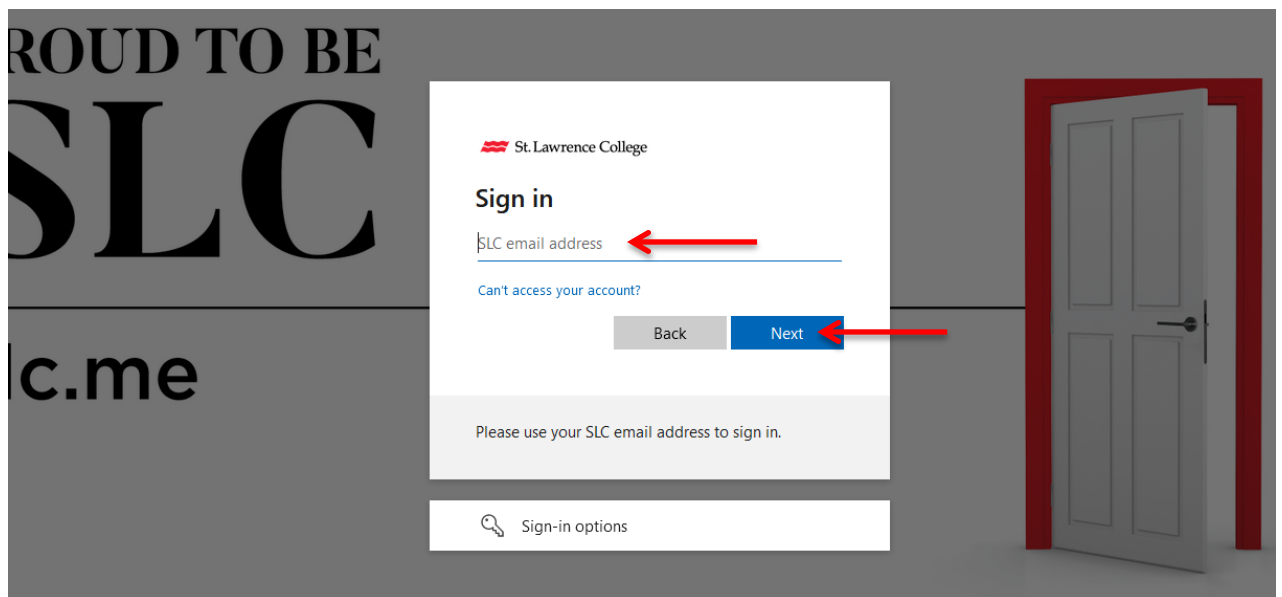 ROUD TO BE
SLC
lc.me
St. Lawrence College
Sign in
SLC email address
Can't access your account?
Back
Next
Please use your SLC email address to sign in.
Sign-in options